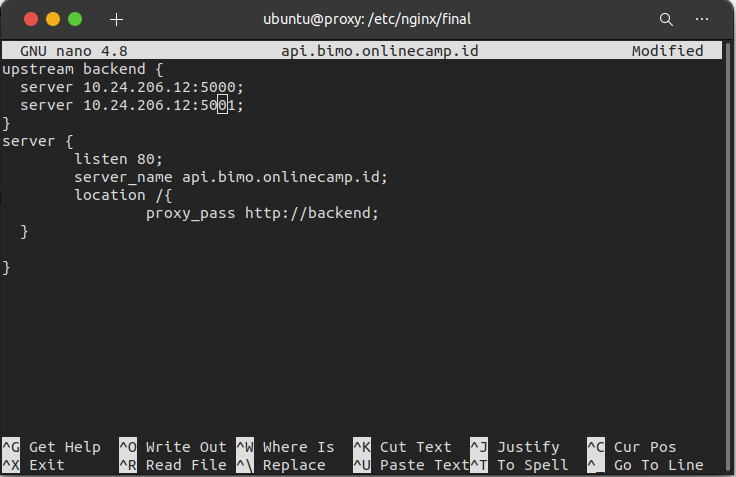 ubuntu@proxy: /etc/nginx/final
GNU nano 4.8 api.bimo.onlinecamp.id Modified
upstream backend {
  server 10.24.206.12:5000;
  server 10.24.206.12:5001;
}
server {
        listen 80;
        server_name api.bimo.onlinecamp.id;
        location /{
                proxy_pass http://backend;
  }
}
^G Get Help ^O Write Out ^W Where Is ^K Cut Text ^J Justify ^C Cur Pos
^X Exit ^R Read File ^\ Replace ^U Paste Text ^T To Spell ^_ Go To Line